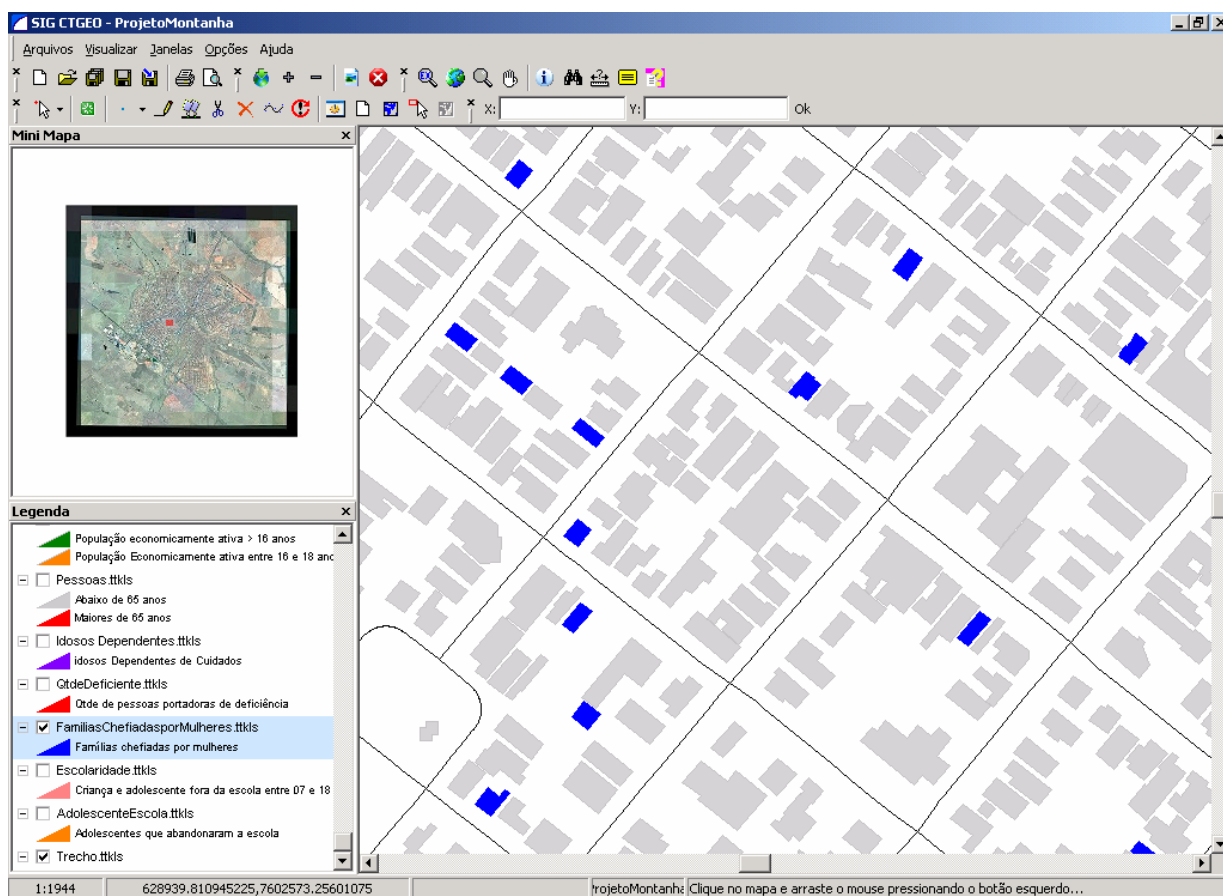 SIG CTGEO - ProjetoMontanha
Arquivos Visualizar Janelas Opções Ajuda
X: Y: Ok
Mini Mapa
Legenda
População economicamente ativa > 16 anos
População Economicamente ativa entre 16 e 18 anc
Pessoas.ttkls
Abaixo de 65 anos
Maiores de 65 anos
Idosos Dependentes.ttkls
idosos Dependentes de Cuidados
QtdeDeficiente.ttkls
Qtde de pessoas portadoras de deficiência
FamiliasChefiadasporMulheres.ttkls
Famílias chefiadas por mulheres
Escolaridade.ttkls
Criança e adolescente fora da escola entre 07 e 18
AdolescenteEscola.ttkls
Adolescentes que abandonaram a escola
Trecho.ttkls
1:1944 628939.810945225,7602573.25601075 rojetoMontanha Clique no mapa e arraste o mouse pressionando o botão esquerdo...